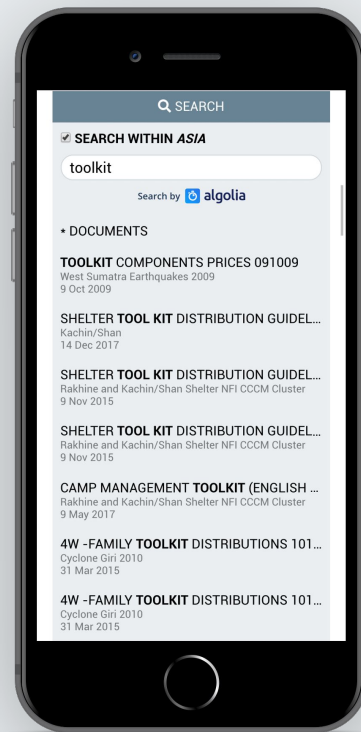 SEARCH
SEARCH WITHIN ASIA
toolkit
Search by algolia
* DOCUMENTS
TOOLKIT COMPONENTS PRICES 091009
West Sumatra Earthquakes 2009
9 Oct 2009
SHELTER TOOL KIT DISTRIBUTION GUIDEL...
Kachin/Shan
14 Dec 2017
SHELTER TOOL KIT DISTRIBUTION GUIDEL...
Rakhine and Kachin/Shan Shelter NFI CCCM Cluster
9 Nov 2015
SHELTER TOOL KIT DISTRIBUTION GUIDEL...
Rakhine and Kachin/Shan Shelter NFI CCCM Cluster
9 Nov 2015
CAMP MANAGEMENT TOOLKIT (ENGLISH ...
Rakhine and Kachin/Shan Shelter NFI CCCM Cluster
9 May 2017
4W -FAMILY TOOLKIT DISTRIBUTIONS 101...
Cyclone Giri 2010
31 Mar 2015
4W -FAMILY TOOLKIT DISTRIBUTIONS 101...
Cyclone Giri 2010
31 Mar 2015